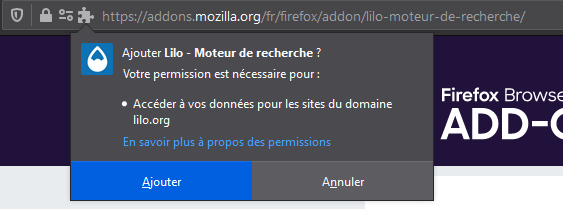 https://addons.mozilla.org/fr/firefox/addon/lilo-moteur-de-recherche/
Ajouter Lilo - Moteur de recherche ?
Votre permission est nécessaire pour :
• Accéder à vos données pour les sites du domaine
lilo.org
En savoir plus à propos des permissions
Ajouter
Annuler
Firefox Browse
ADD-O